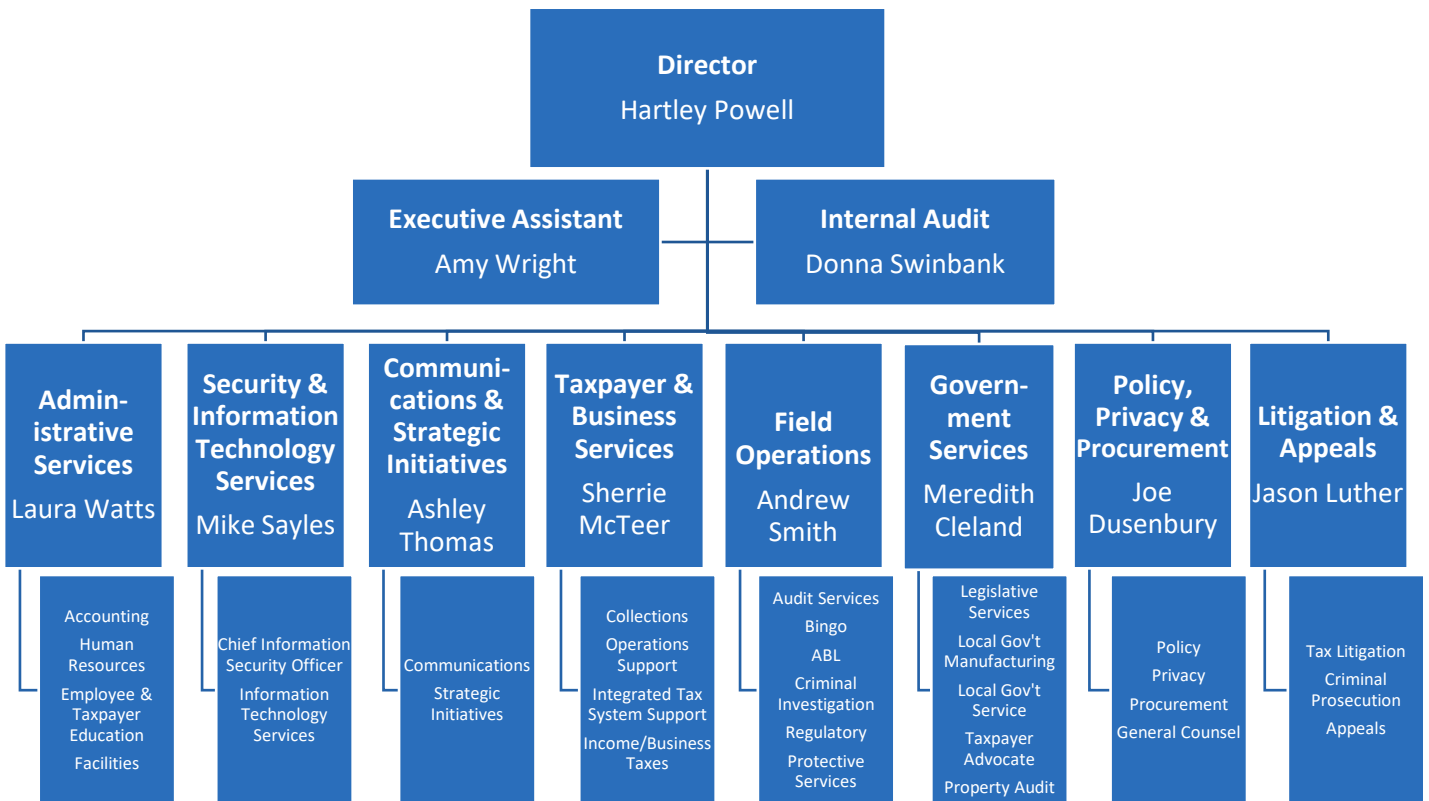 Director
Hartley Powell
Executive Assistant
Amy Wright
Internal Audit
Donna Swinbank
Admin-
istrative
Services
Laura Watts
Security &
Information
Technology
Services
Mike Sayles
Communi-
cations &
Strategic
Initiatives
Ashley
Thomas
Taxpayer &
Business
Services
Sherrie
McTeer
Field
Operations
Andrew
Smith
Govern-
ment
Services
Meredith
Cleland
Policy,
Privacy &
Procurement
Joe
Dusenbury
Litigation &
Appeals
Jason Luther
Accounting
Human
Resources
Employee &
Taxpayer
Education
Facilities
Chief Information
Security Officer
Information
Technology
Services
Communications
Strategic
Initiatives
Collections
Operations
Support
Integrated Tax
System Support
Income/Business
Taxes
Audit Services
Bingo
ABL
Criminal
Investigation
Regulatory
Protective
Services
Legislative
Services
Local Gov't
Manufacturing
Local Gov't
Service
Taxpayer
Advocate
Property Audit
Policy
Privacy
Procurement
General Counsel
Tax Litigation
Criminal
Prosecution
Appeals